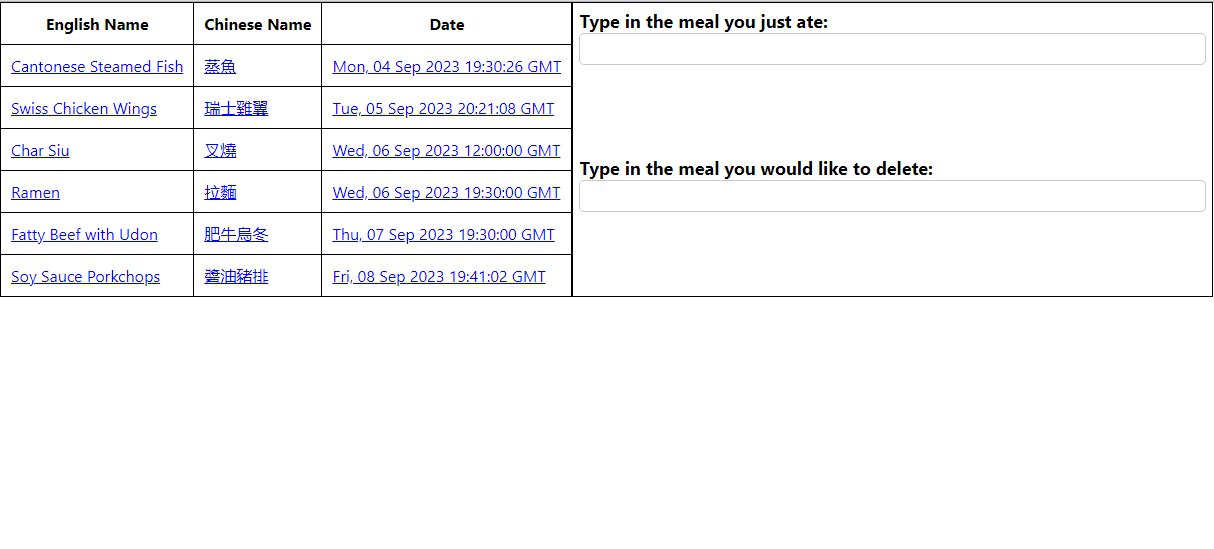 English Name Chinese Name Date
Cantonese Steamed Fish 蒸魚 Mon, 04 Sep 2023 19:30:26 GMT
Swiss Chicken Wings 瑞士雞翼 Tue, 05 Sep 2023 20:21:08 GMT
Char Siu 叉燒 Wed, 06 Sep 2023 12:00:00 GMT
Ramen 拉麵 Wed, 06 Sep 2023 19:30:00 GMT
Fatty Beef with Udon 肥牛烏冬 Thu, 07 Sep 2023 19:30:00 GMT
Soy Sauce Porkchops 醬油豬排 Fri, 08 Sep 2023 19:41:02 GMT
Type in the meal you just ate:
Type in the meal you would like to delete: